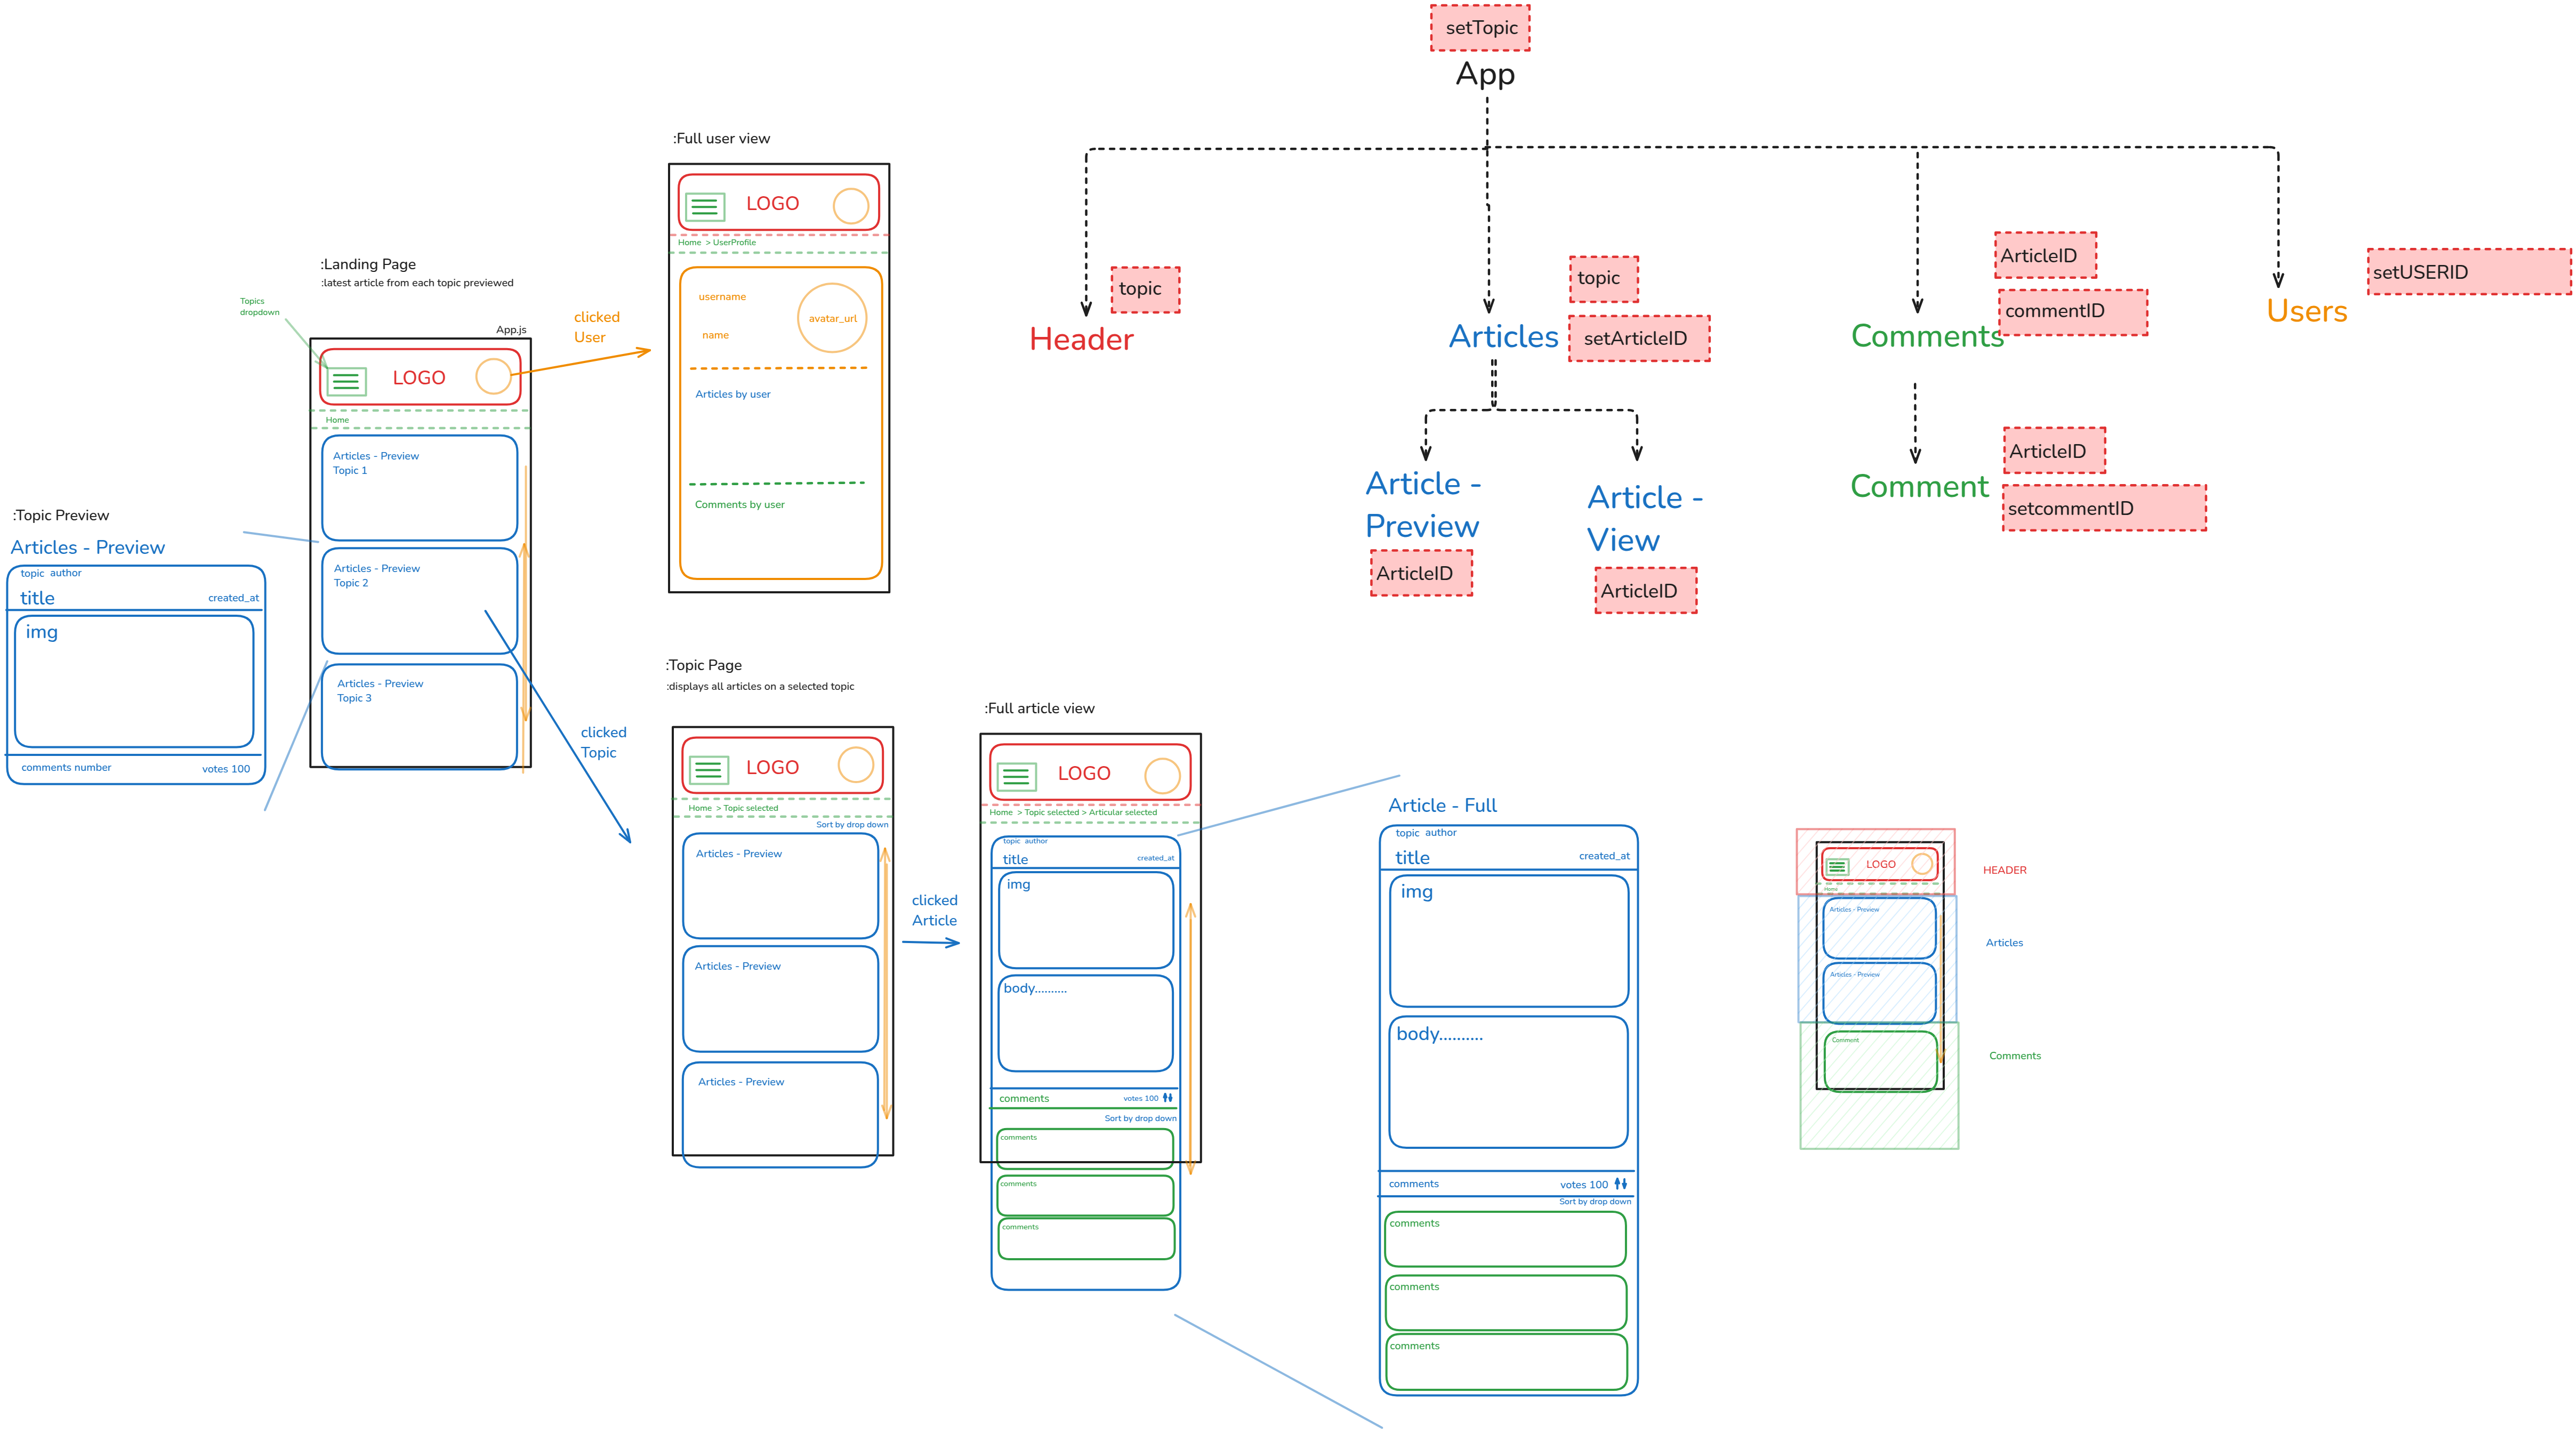 setTopic
App
Header
topic
Articles
topic
setArticleID
Comments
ArticleID
commentID
Users
setUSERID
Article -
Preview
ArticleID
Article -
View
ArticleID
Comment
ArticleID
setcommentID
:Full user view
LOGO
Home > UserProfile
username
name
avatar_url
Articles by user
Comments by user
:Landing Page
:latest article from each topic previewed
Topics
dropdown
App.js
LOGO
Home
Articles - Preview
Topic 1
Articles - Preview
Topic 2
Articles - Preview
Topic 3
clicked
User
clicked
Topic
:Topic Preview
Articles - Preview
topic author
title
created_at
img
comments number
votes 100
:Topic Page
:displays all articles on a selected topic
LOGO
Home > Topic selected
Sort by drop down
Articles - Preview
Articles - Preview
Articles - Preview
clicked
Article
:Full article view
LOGO
Home > Topic selected > Articular selected
topic author
title
created_at
img
body..........
comments
votes 100
Sort by drop down
comments
comments
comments
Article - Full
topic author
title
created_at
img
body..........
comments
votes 100
Sort by drop down
comments
comments
comments
LOGO
Home
Articles - Preview
Articles - Preview
Comment
HEADER
Articles
Comments